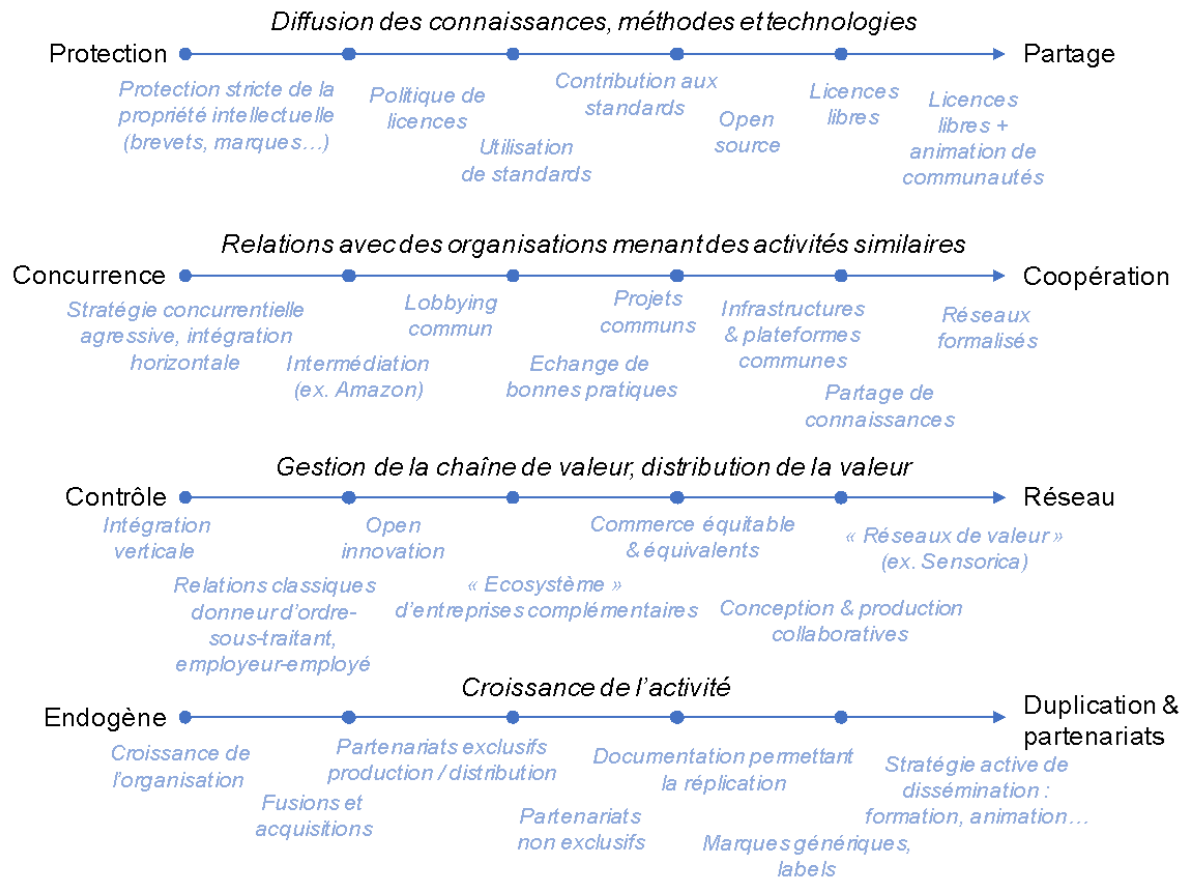 Diffusion des connaissances, méthodes et technologies
Protection
Partage
Protection stricte de la
propriété intellectuelle
(brevets, marques…)
Politique de
licences
Utilisation
de standards
Contribution aux
standards
Open
source
Licences
libres
Licences
libres +
animation de
communautés
Relations avec des organisations menant des activités similaires
Concurrence
Coopération
Stratégie concurrentielle
agressive, intégration
horizontale
Intermédiation
(ex. Amazon)
Lobbying
commun
Echange de
bonnes pratiques
Projets
communs
Infrastructures
& plateformes
communes
Partage de
connaissances
Réseaux
formalisés
Gestion de la chaîne de valeur, distribution de la valeur
Contrôle
Réseau
Intégration
verticale
Relations classiques
donneur d’ordre-
sous-traitant,
employeur-employé
Open
innovation
« Ecosystème »
d’entreprises complémentaires
Commerce équitable
& équivalents
Conception & production
collaboratives
« Réseaux de valeur »
(ex. Sensorica)
Croissance de l’activité
Endogène
Duplication &
partenariats
Croissance de
l’organisation
Fusions et
acquisitions
Partenariats exclusifs
production / distribution
Partenariats
non exclusifs
Documentation permettant
la réplication
Marques génériques,
labels
Stratégie active de
dissémination :
formation, animation…